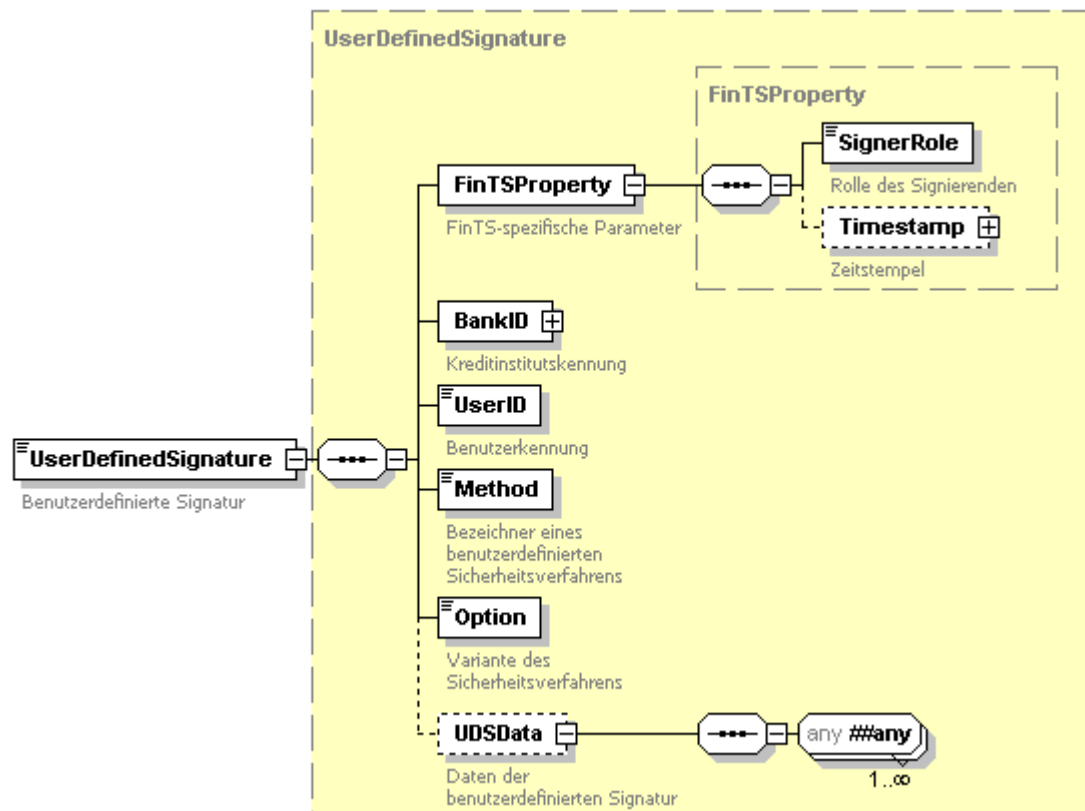 UserDefinedSignature
FinTSProperty
SignerRole
Rolle des Signierenden
Timestamp
Zeitstempel
FinTSProperty
FinTS-spezifische Parameter
BankID
Kreditinstitutskennung
UserID
Benutzerkennung
UserDefinedSignature
Benutzerdefinierte Signatur
Method
Bezeichner eines
benutzerdefinierten
Sicherheitsverfahrens
Option
Variante des
Sicherheitsverfahrens
UDSData
Daten der
benutzerdefinierten Signatur
any ##any
1..∞